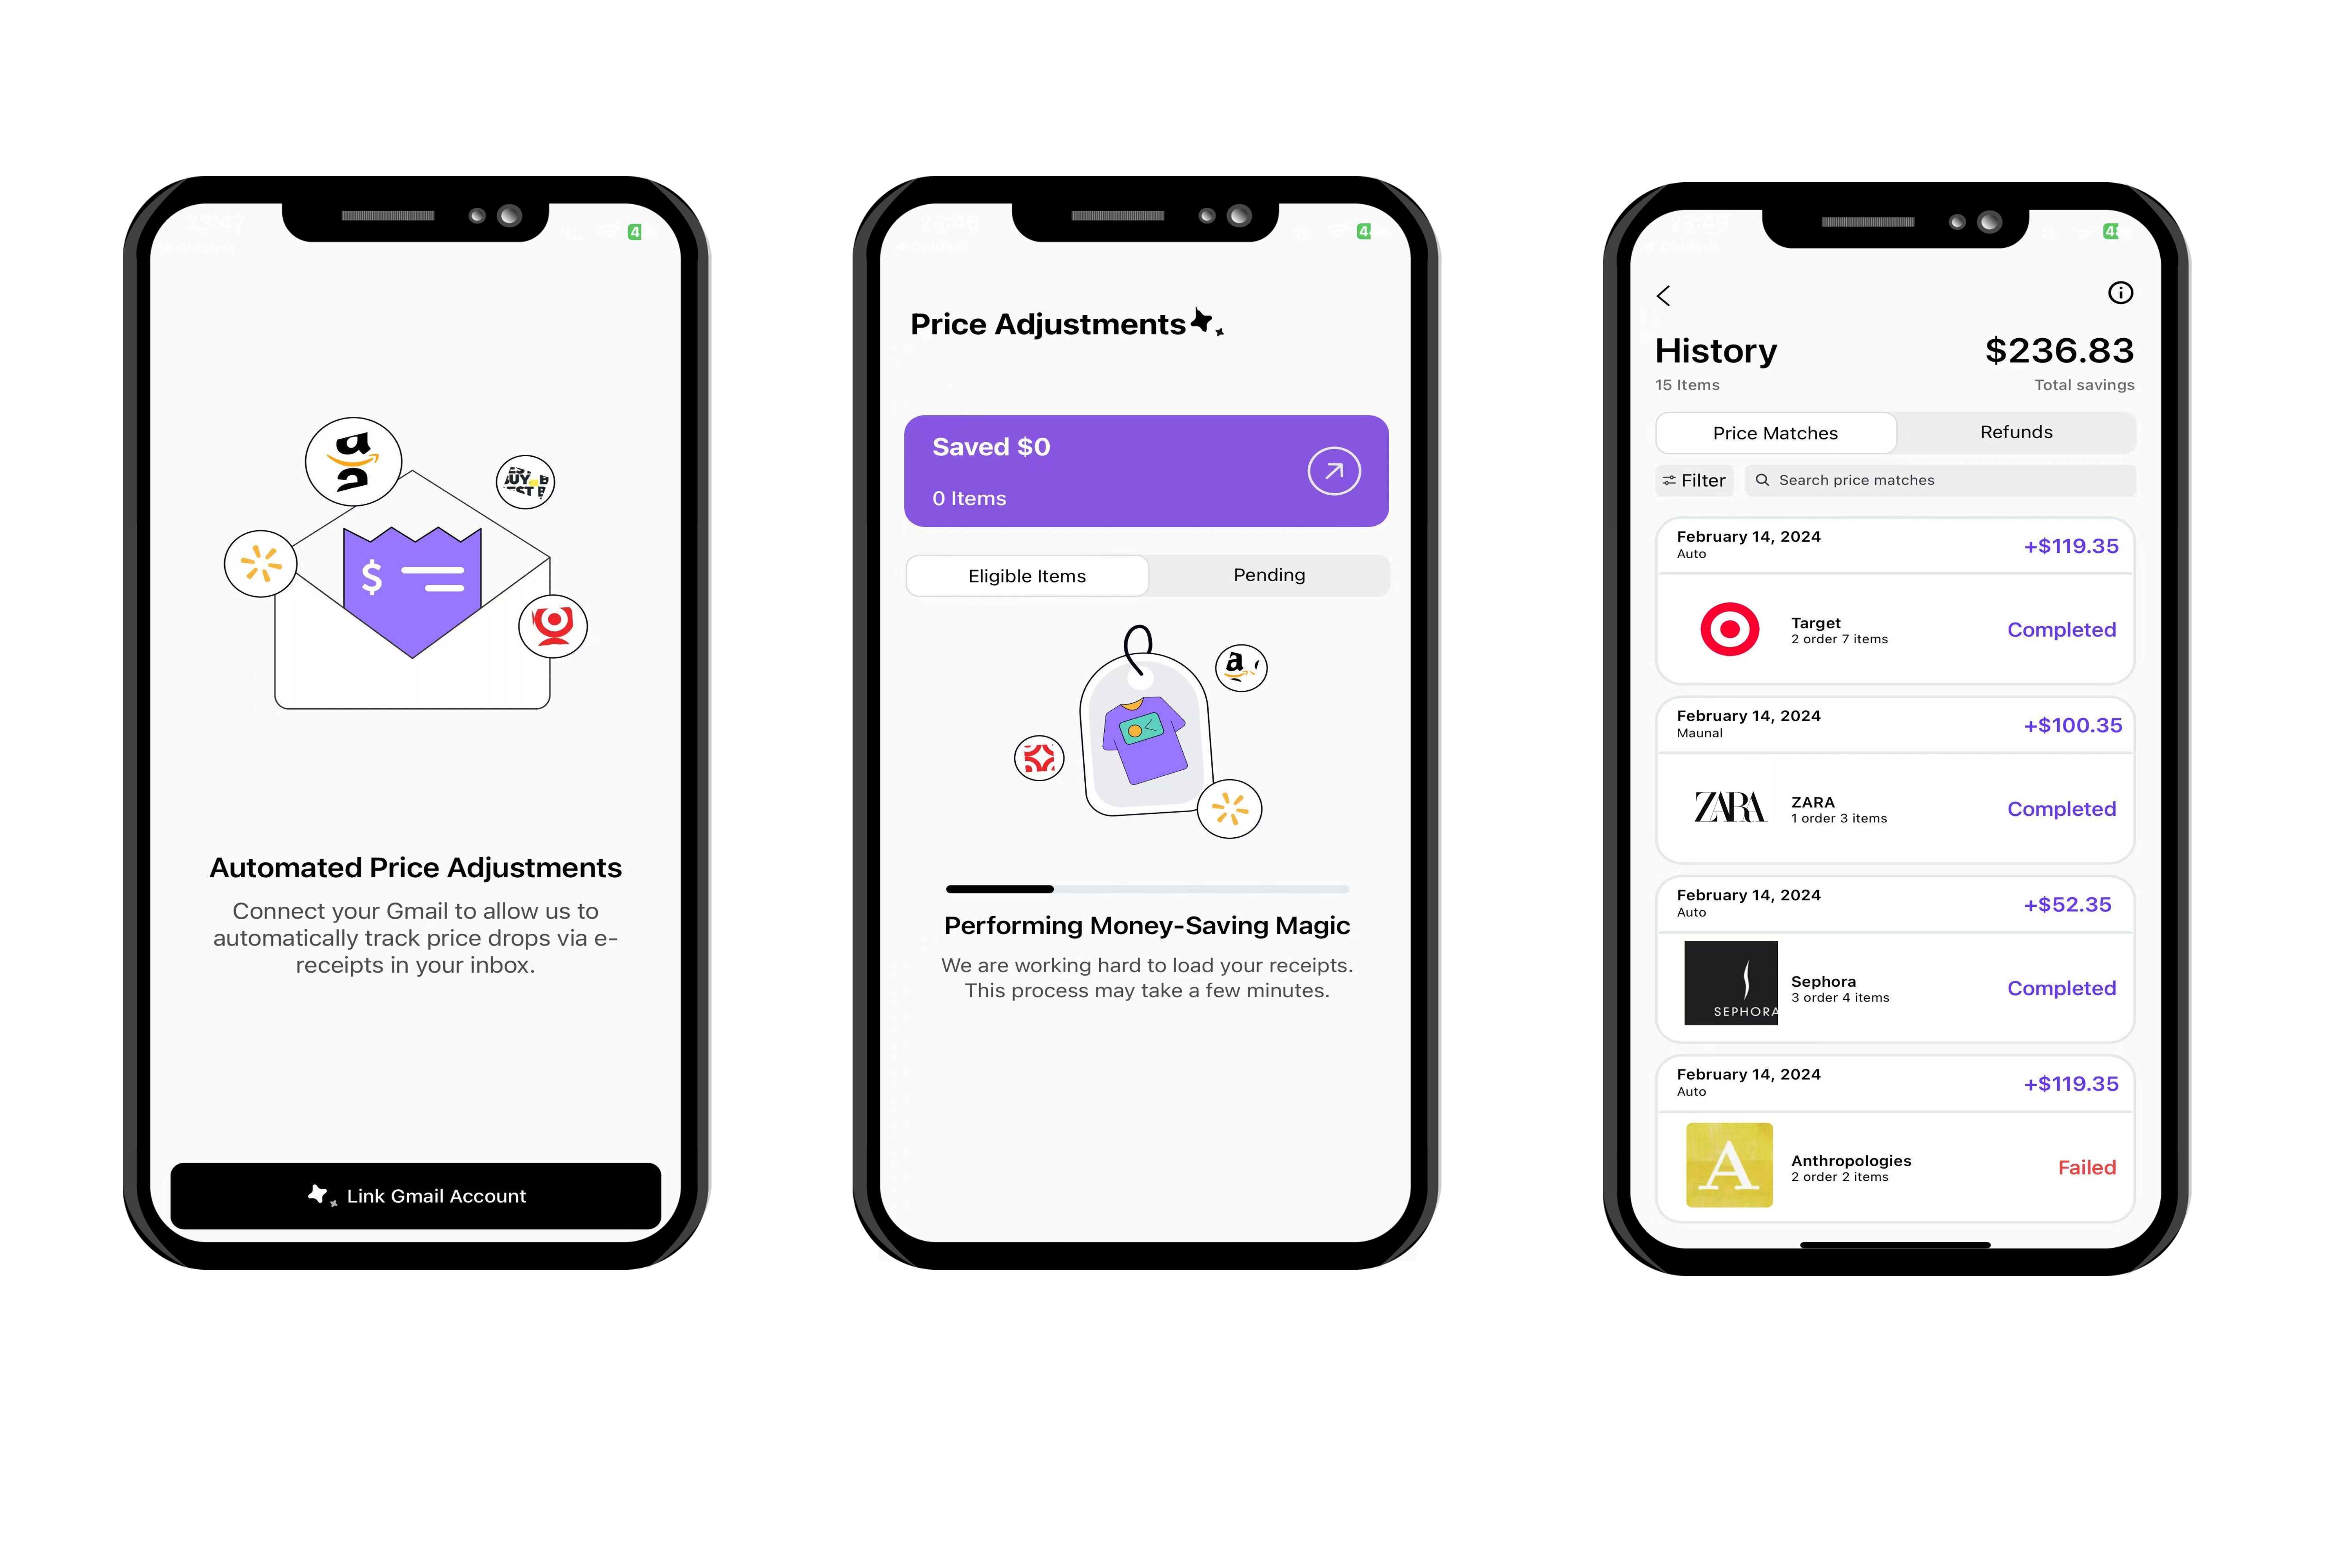 23:47
4
Automated Price Adjustments
Connect your Gmail to allow us to
automatically track price drops via e-
receipts in your inbox.
Link Gmail Account
Price Adjustments
Saved $0
0 Items
Eligible Items
Pending
Performing Money-Saving Magic
We are working hard to load your receipts.
This process may take a few minutes.
History
$236.83
15 Items
Total savings
Price Matches
Refunds
Filter
Search price matches
February 14, 2024
Auto
+$119.35
Target
2 order 7 items
Completed
February 14, 2024
Maunal
+$100.35
ZARA
ZARA
1 order 3 items
Completed
February 14, 2024
Auto
+$52.35
SEPHORA
Sephora
3 order 4 items
Completed
February 14, 2024
Auto
+$119.35
A
Anthropologies
2 order 2 items
Failed